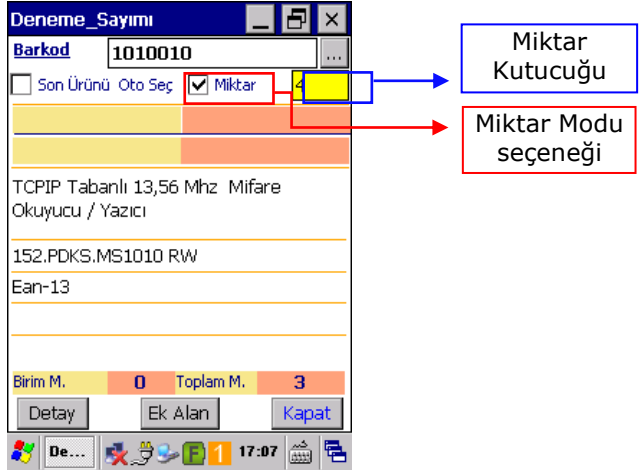 Deneme_Sayımı
Barkod 1010010 ...
Son Ürünü Oto Seç Miktar 4
TCPIP Tabanlı 13,56 Mhz Mifare
Okuyucu / Yazıcı
152.PDKS.MS1010 RW
Ean-13
Birim M. 0 Toplam M. 3
Detay Ek Alan Kapat
De... F 1 17:07
Miktar
Kutucuğu
Miktar Modu
seçeneği